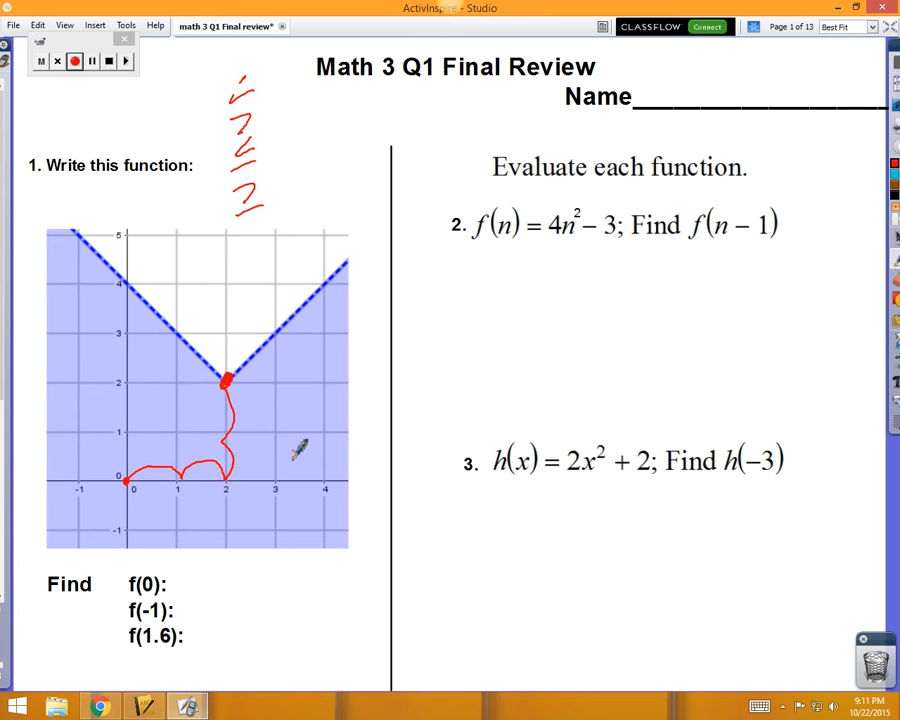 ActivInspire - Studio
File Edit View Insert Tools Help math 3 Q1 Final review* CLASSFLOW Connect Page 1 of 13 Best Fit
M
Math 3 Q1 Final Review
Name____________________
1. Write this function:
Evaluate each function.
2. f(n) = 4n² – 3; Find f(n – 1)
5
4
3
2
1
0
-1 0 1 2 3 4
-1
3. h(x) = 2x² + 2; Find h(–3)
Find f(0):
f(-1):
f(1.6):
9:11 PM
10/22/2015